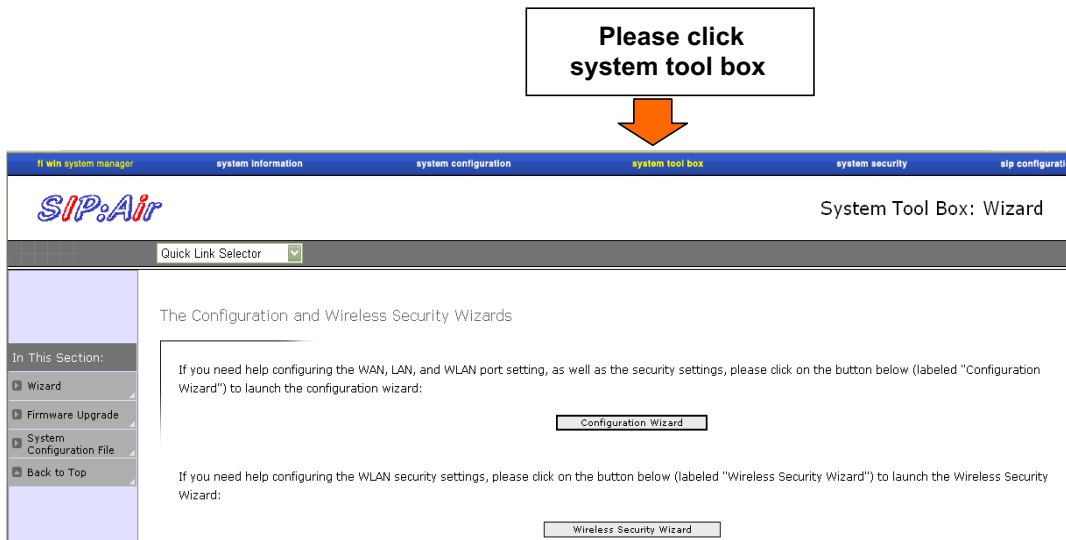 Please click
system tool box
fi win system manager system information system configuration system tool box system security sip configurati
SIP:Air
System Tool Box: Wizard
Quick Link Selector
The Configuration and Wireless Security Wizards
In This Section:
Wizard
Firmware Upgrade
System
Configuration File
Back to Top
If you need help configuring the WAN, LAN, and WLAN port setting, as well as the security settings, please click on the button below (labeled "Configuration
Wizard") to launch the configuration wizard:
Configuration Wizard
If you need help configuring the WLAN security settings, please click on the button below (labeled "Wireless Security Wizard") to launch the Wireless Security
Wizard:
Wireless Security Wizard